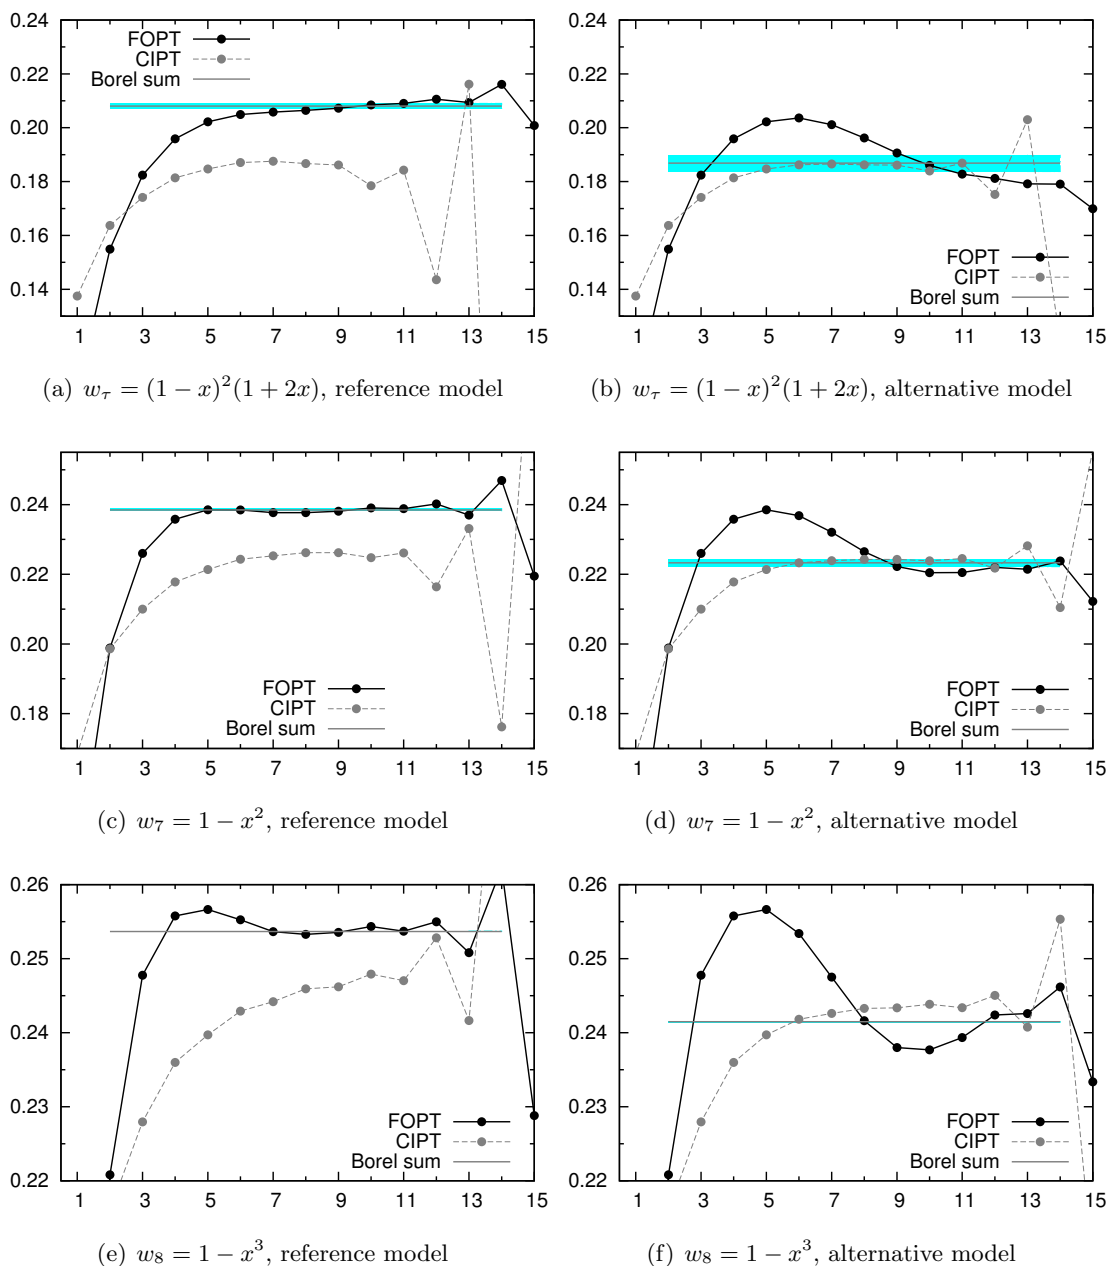 0.24
0.22
0.20
0.18
0.16
0.14
FOPT
CIPT
Borel sum
1 3 5 7 9 11 13 15
(a) wτ = (1 − x)²(1 + 2x), reference model
0.24
0.22
0.20
0.18
0.16
0.14
FOPT
CIPT
Borel sum
1 3 5 7 9 11 13 15
(b) wτ = (1 − x)²(1 + 2x), alternative model
0.24
0.22
0.20
0.18
FOPT
CIPT
Borel sum
1 3 5 7 9 11 13 15
(c) w₇ = 1 − x², reference model
0.24
0.22
0.20
0.18
FOPT
CIPT
Borel sum
1 3 5 7 9 11 13 15
(d) w₇ = 1 − x², alternative model
0.26
0.25
0.24
0.23
0.22
FOPT
CIPT
Borel sum
1 3 5 7 9 11 13 15
(e) w₈ = 1 − x³, reference model
0.26
0.25
0.24
0.23
0.22
FOPT
CIPT
Borel sum
1 3 5 7 9 11 13 15
(f) w₈ = 1 − x³, alternative model